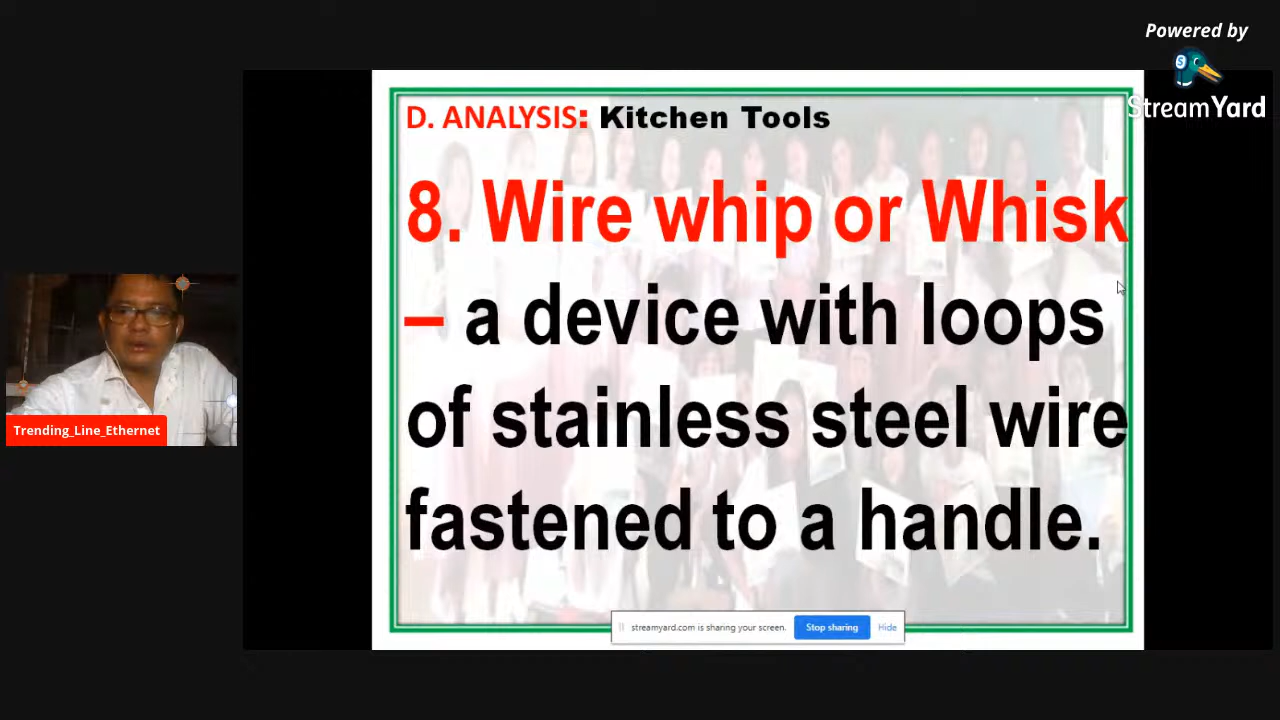 Powered by
StreamYard
D. ANALYSIS: Kitchen Tools
8. Wire whip or Whisk
– a device with loops
of stainless steel wire
fastened to a handle.
Trending_Line_Ethernet
streamyard.com is sharing your screen. Stop sharing Hide